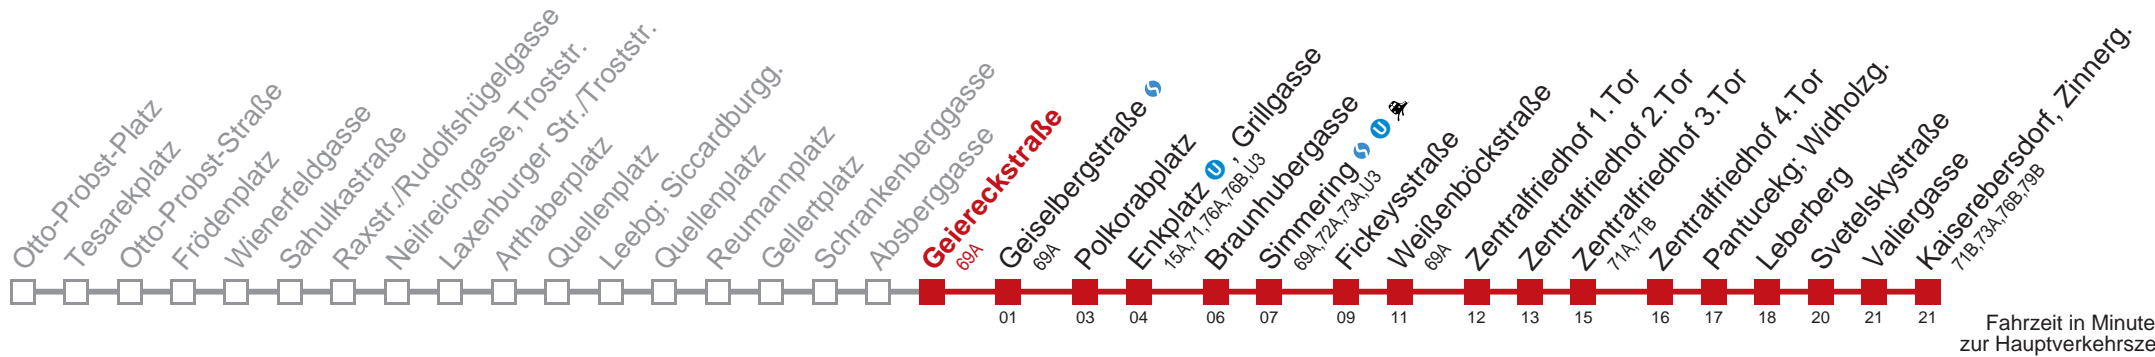 Otto-Probst-Platz
Tesarekplatz
Otto-Probst-Straße
Frödenplatz
Wienerfeldgasse
Sahulkastraße
Raxstr./Rudolfshügelgasse
Neilreichgasse, Troststr.
Laxenburger Str./Troststr.
Arthaberplatz
Quellenplatz
Leebg; Siccardburgg.
Quellenplatz
Reumannplatz
Gellertplatz
Schrankenberggasse
Absberggasse
Geiereckstraße
69A
Geiselbergstraße S
69A
01
Polkorabplatz
03
Enkplatz U, Grillgasse
15A,71,76A,76B,U3
04
Braunhubergasse
06
Simmering S U
69A,72A,73A,U3
07
Fickeysstraße
09
Weißenböckstraße
69A
11
Zentralfriedhof 1.Tor
12
Zentralfriedhof 2.Tor
13
Zentralfriedhof 3.Tor
71A,71B
15
Zentralfriedhof 4.Tor
16
Pantucekg; Widholzg.
17
Leberberg
18
Svetelskystraße
20
Valiergasse
21
Kaiserebersdorf, Zinnerg.
71B,73A,76B,79B
21
Fahrzeit in Minute
zur Hauptverkehrsze